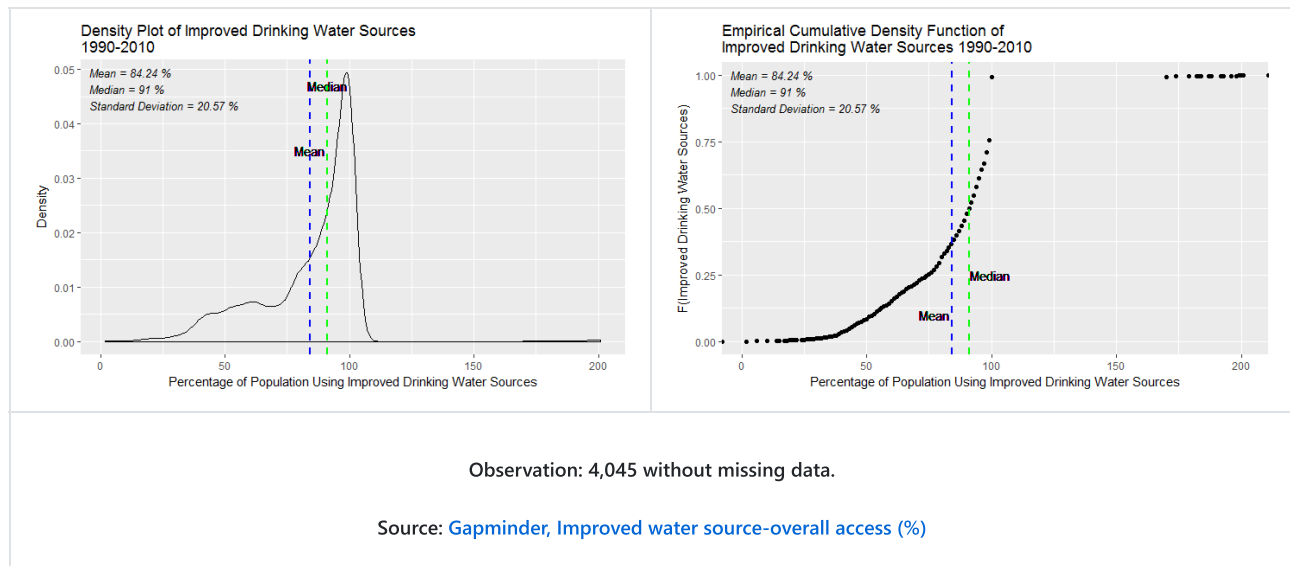 Density Plot of Improved Drinking Water Sources
1990-2010
Mean = 84.24 %
Median = 91 %
Standard Deviation = 20.57 %
Median
Mean
0.05
0.04
0.03
0.02
0.01
0.00
Density
0
50
100
150
200
Percentage of Population Using Improved Drinking Water Sources
Empirical Cumulative Density Function of
Improved Drinking Water Sources 1990-2010
Mean = 84.24 %
Median = 91 %
Standard Deviation = 20.57 %
Median
Mean
1.00
0.75
0.50
0.25
0.00
F(Improved Drinking Water Sources)
0
50
100
150
200
Percentage of Population Using Improved Drinking Water Sources
Observation: 4,045 without missing data.
Source: Gapminder, Improved water source-overall access (%)